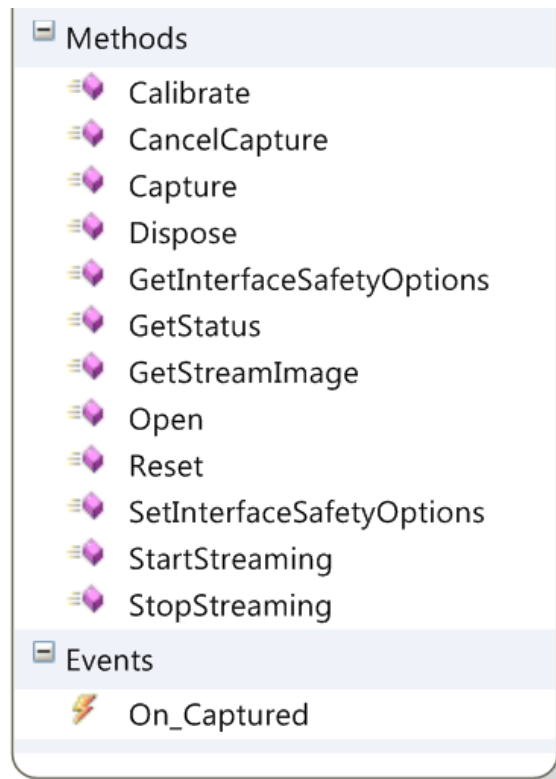 Methods
Calibrate
CancelCapture
Capture
Dispose
GetInterfaceSafetyOptions
GetStatus
GetStreamImage
Open
Reset
SetInterfaceSafetyOptions
StartStreaming
StopStreaming
Events
On_Captured